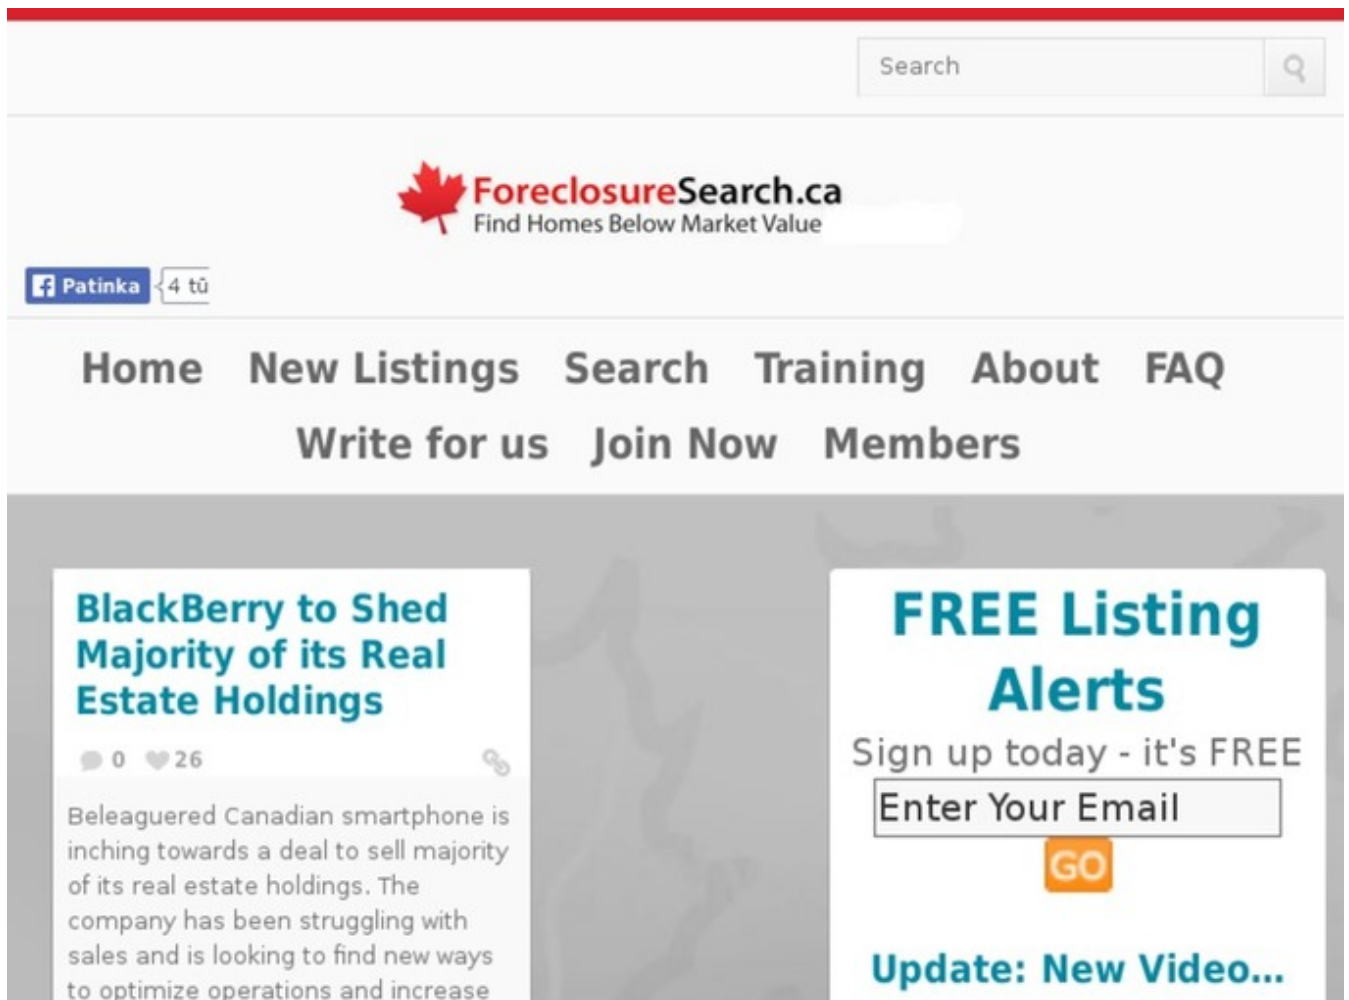 Search
ForeclosureSearch.ca
Find Homes Below Market Value
Patinka
4 tū
Home New Listings Search Training About FAQ
Write for us Join Now Members
BlackBerry to Shed
Majority of its Real
Estate Holdings
0 26
Beleaguered Canadian smartphone is
inching towards a deal to sell majority
of its real estate holdings. The
company has been struggling with
sales and is looking to find new ways
to optimize operations and increase
FREE Listing
Alerts
Sign up today - it's FREE
Enter Your Email
GO
Update: New Video...